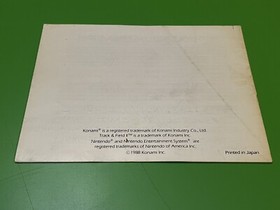 Konami® is a registered trademark of Konami Industry Co., Ltd.
Track & Field II™ is a trademark of Konami Inc.
Nintendo® and Nintendo Entertainment System® are
registered trademarks of Nintendo of America Inc.
© 1988 Konami Inc.
Printed in Japan